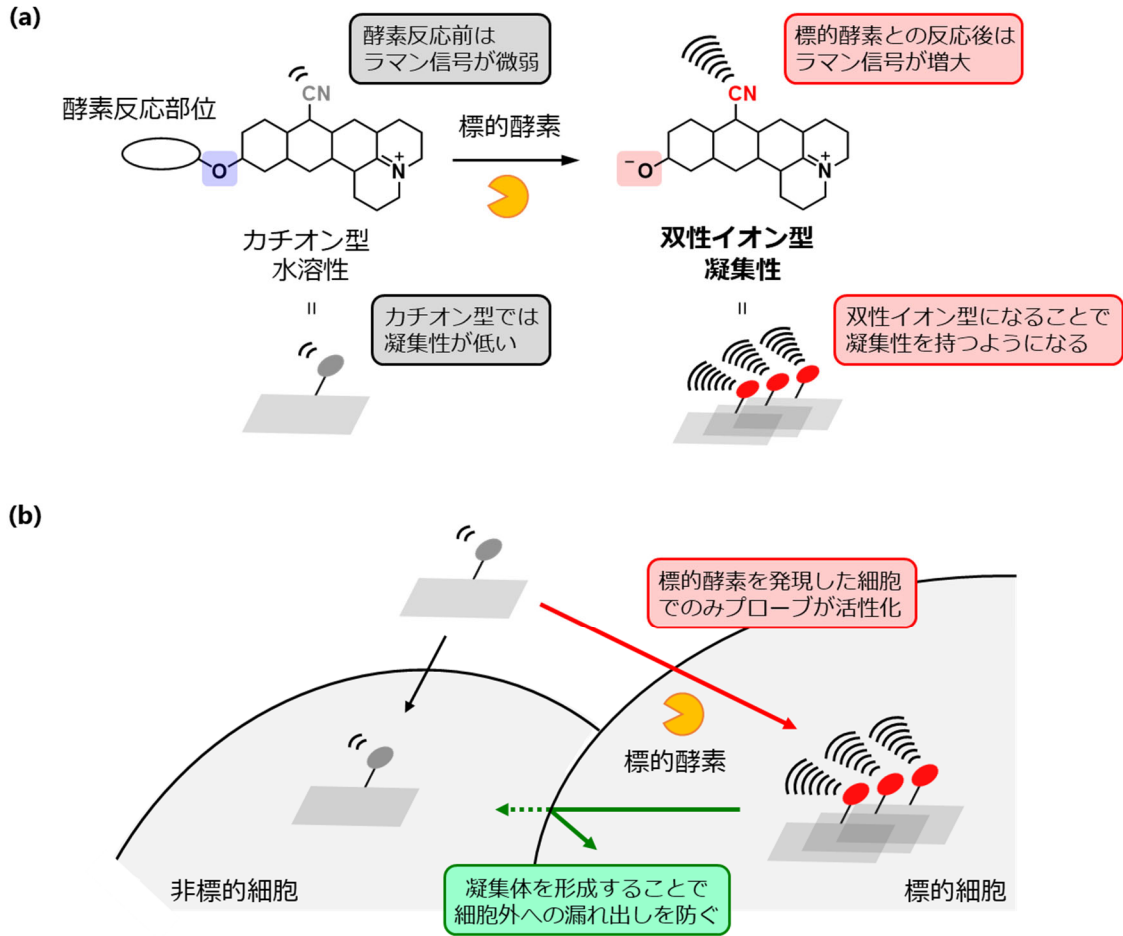 (a)
酵素反応前は
ラマン信号が微弱
標的酵素との反応後は
ラマン信号が増大
CN
CN
酵素反応部位
標的酵素
O
N
+
−
O
N
+
カチオン型
水溶性
双性イオン型
凝集性
=
=
カチオン型では
凝集性が低い
双性イオン型になることで
凝集性を持つようになる
(b)
標的酵素を発現した細胞
でのみプローブが活性化
標的酵素
非標的細胞
凝集体を形成することで
細胞外への漏れ出しを防ぐ
標的細胞